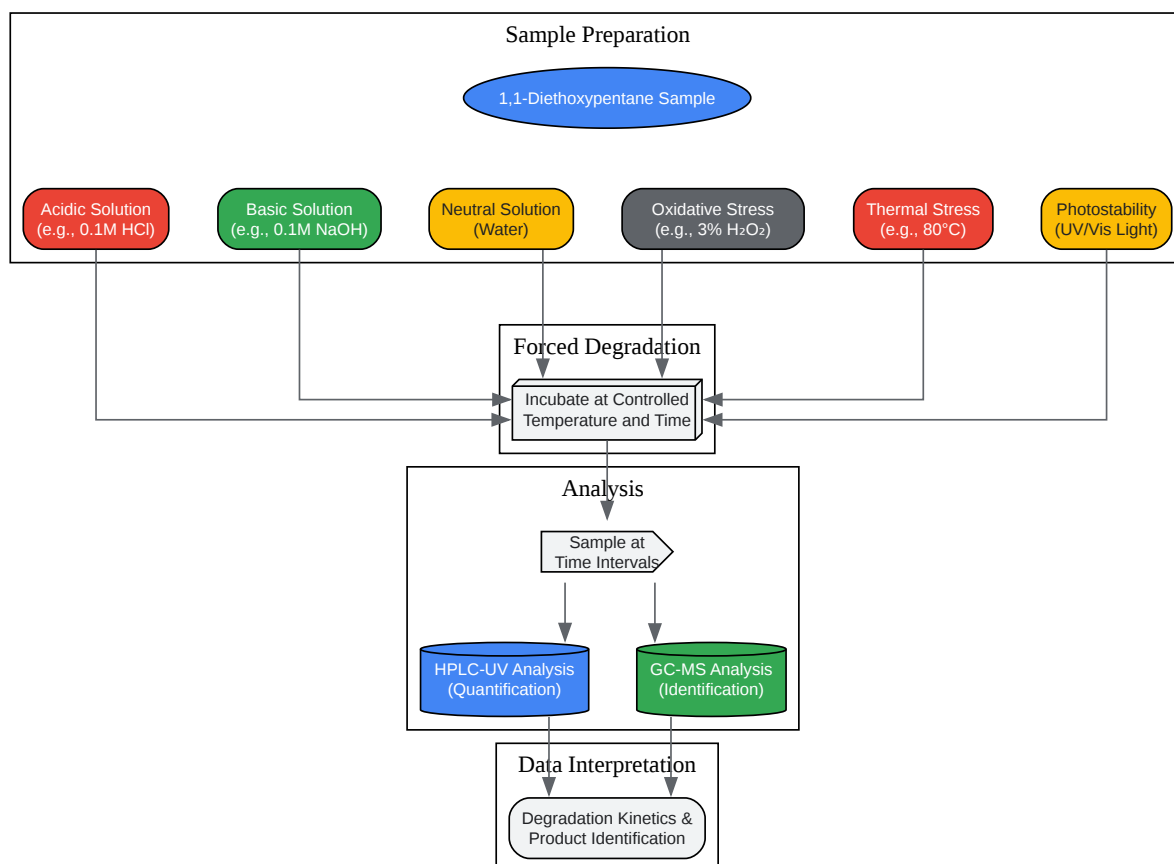 Sample Preparation
1,1-Diethoxypentane Sample
Acidic Solution
(e.g., 0.1M HCl)
Basic Solution
(e.g., 0.1M NaOH)
Neutral Solution
(Water)
Oxidative Stress
(e.g., 3% H₂O₂)
Thermal Stress
(e.g., 80°C)
Photostability
(UV/Vis Light)
Forced Degradation
Incubate at Controlled
Temperature and Time
Analysis
Sample at
Time Intervals
HPLC-UV Analysis
(Quantification)
GC-MS Analysis
(Identification)
Data Interpretation
Degradation Kinetics &
Product Identification